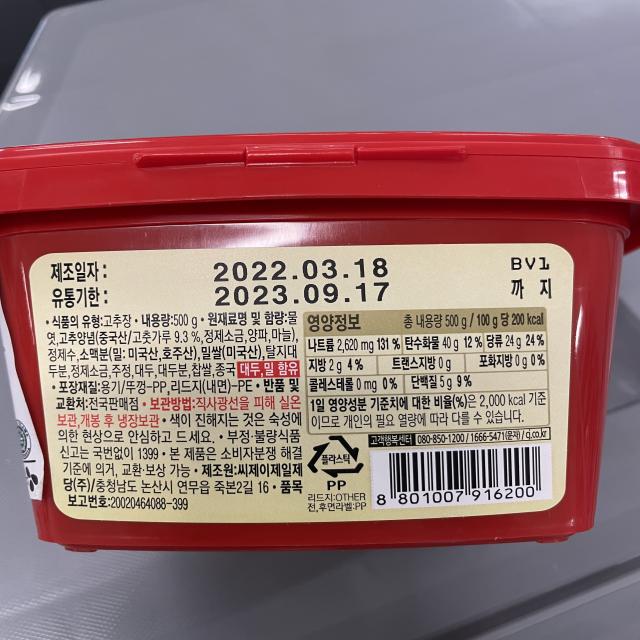 제조일자 : 2022.03.18 BV1
유통기한 : 2023.09.17 까 지
• 식품의 유형:고추장 • 내용량:500 g • 원재료명 및 함량:물
엿,고추양념{중국산/고춧가루 9.3 %,정제소금,양파,마늘},
정제수,소맥분(밀: 미국산, 호주산), 밀쌀(미국산), 탈지대
두분,정제소금,주정,대두,대두분,찹쌀,종국 대두,밀 함유
• 포장재질:용기/뚜껑-PP,리드지(내면)-PE • 반품 및
교환처:전국판매점 • 보관방법:직사광선을 피해 실온
보관,개봉 후 냉장보관 • 색이 진해지는 것은 숙성에
의한 현상으로 안심하고 드세요. • 부정·불량식품
신고는 국번없이 1399 • 본 제품은 소비자분쟁 해결
기준에 의거, 교환·보상 가능 • 제조원:씨제이제일제
당(주)/충청남도 논산시 연무읍 죽본2길 16 • 품목
보고번호:20020464088-399
영양정보 총 내용량 500 g / 100 g 당 200 kcal
나트륨 2,620 mg 131 % 탄수화물 40 g 12 % 당류 24 g 24 %
지방 2 g 4 % 트랜스지방 0 g 포화지방 0 g 0 %
콜레스테롤 0 mg 0 % 단백질 5 g 9 %
1일 영양성분 기준치에 대한 비율(%)은 2,000 kcal 기준
이므로 개인의 필요 열량에 따라 다를 수 있습니다.
고객행복센터 080-850-1200 / 1666-5271(문자) / cj.co.kr
플라스틱
PP
리드지:OTHER
전,후면라벨:PP
8 801007 916200